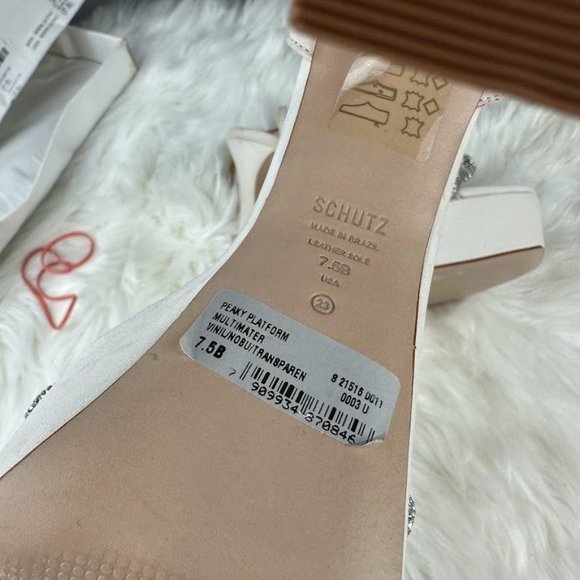 SCHUTZ
MADE IN BRAZIL
LEATHER SOLE
7.5B
USA
23
PEAKY PLATFORM
MULTIMATER
VINIL/NOBU/TRANSPAREN
7.5B
S 21516 0011
0003 U
7 909934 370846